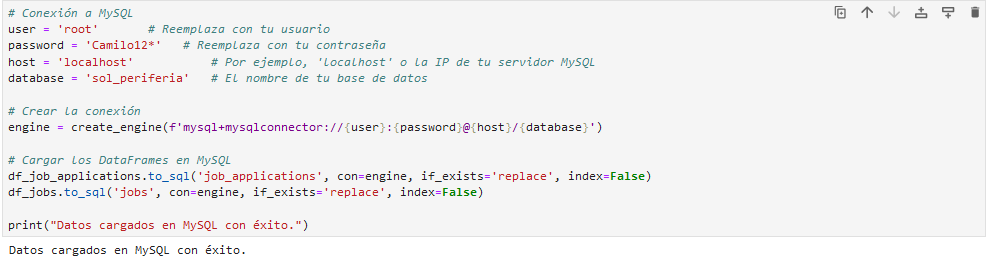 # Conexión a MySQL
user = 'root'       # Reemplaza con tu usuario
password = 'Camilo12*'   # Reemplaza con tu contraseña
host = 'localhost'           # Por ejemplo, 'localhost' o la IP de tu servidor MySQL
database = 'sol_periferia'   # El nombre de tu base de datos
# Crear la conexión
engine = create_engine(f'mysql+mysqlconnector://{user}:{password}@{host}/{database}')
# Cargar los DataFrames en MySQL
df_job_applications.to_sql('job_applications', con=engine, if_exists='replace', index=False)
df_jobs.to_sql('jobs', con=engine, if_exists='replace', index=False)
print("Datos cargados en MySQL con éxito.")
Datos cargados en MySQL con éxito.